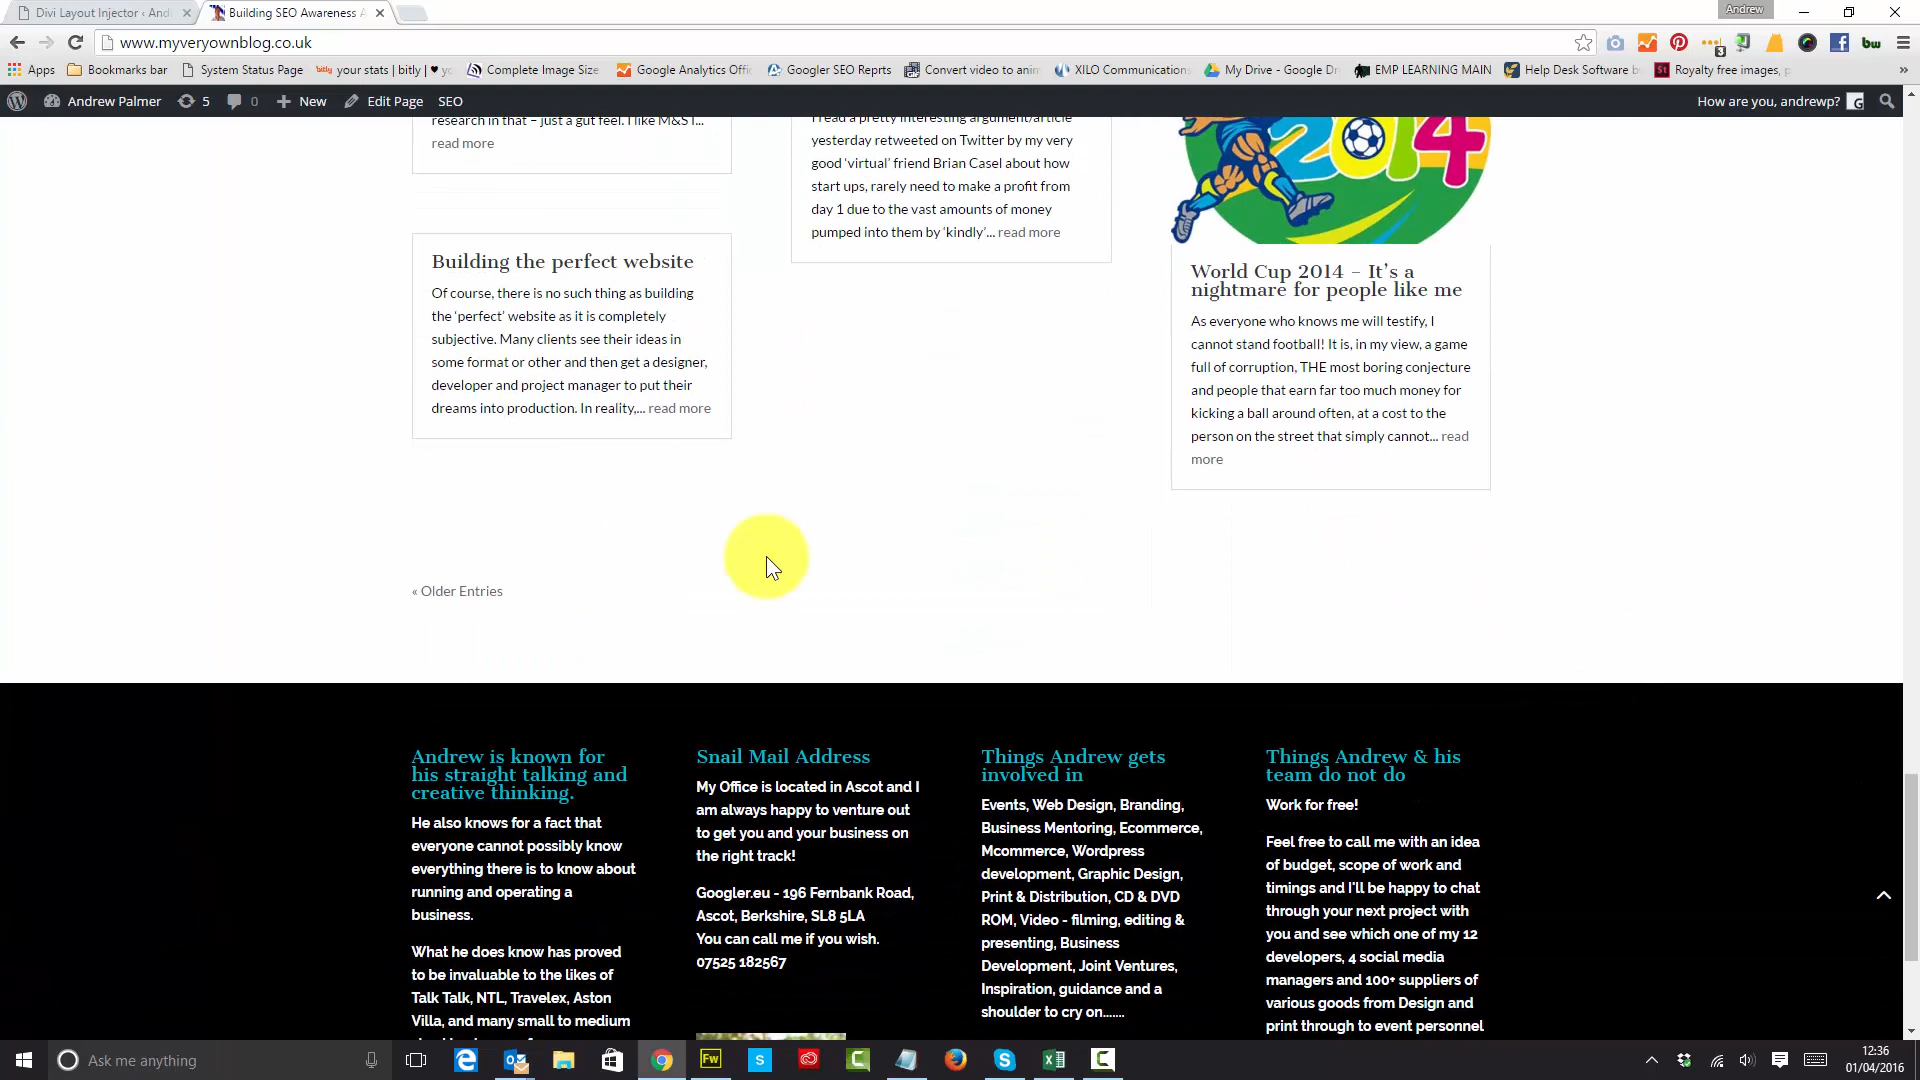 Divi Layout Injector ‹ And
Building SEO Awareness A
Andrew
www.myveryownblog.co.uk
Apps
Bookmarks bar
System Status Page
bitly your stats | bitly | ♥ yo
Complete Image Size
Google Analytics Offic
Googler SEO Reprts
Convert video to anim
XILO Communications
My Drive - Google Dr
EMP LEARNING MAIN
Help Desk Software b
St Royalty free images, p
»
3
bw
Andrew Palmer
5
0
New
Edit Page
SEO
How are you, andrewp?
research in that – just a gut feel. I like M&S I...
read more
Building the perfect website
Of course, there is no such thing as building
the ‘perfect’ website as it is completely
subjective. Many clients see their ideas in
some format or other and then get a designer,
developer and project manager to put their
dreams into production. In reality,... read more
I read a pretty interesting argument/article
yesterday retweeted on Twitter by my very
good ‘virtual’ friend Brian Casel about how
start ups, rarely need to make a profit from
day 1 due to the vast amounts of money
pumped into them by ‘kindly’... read more
2014
World Cup 2014 – It’s a
nightmare for people like me
As everyone who knows me will testify, I
cannot stand football! It is, in my view, a game
full of corruption, THE most boring conjecture
and people that earn far too much money for
kicking a ball around often, at a cost to the
person on the street that simply cannot... read
more
« Older Entries
Andrew is known for
his straight talking and
creative thinking.
He also knows for a fact that
everyone cannot possibly know
everything there is to know about
running and operating a
business.
What he does know has proved
to be invaluable to the likes of
Talk Talk, NTL, Travelex, Aston
Villa, and many small to medium
Snail Mail Address
My Office is located in Ascot and I
am always happy to venture out
to get you and your business on
the right track!
Googler.eu - 196 Fernbank Road,
Ascot, Berkshire, SL8 5LA
You can call me if you wish.
07525 182567
Things Andrew gets
involved in
Events, Web Design, Branding,
Business Mentoring, Ecommerce,
Mcommerce, Wordpress
development, Graphic Design,
Print & Distribution, CD & DVD
ROM, Video - filming, editing &
presenting, Business
Development, Joint Ventures,
Inspiration, guidance and a
shoulder to cry on.......
Things Andrew & his
team do not do
Work for free!
Feel free to call me with an idea
of budget, scope of work and
timings and I'll be happy to chat
through your next project with
you and see which one of my 12
developers, 4 social media
managers and 100+ suppliers of
various goods from Design and
print through to event personnel
Ask me anything
Fw
12:36
01/04/2016